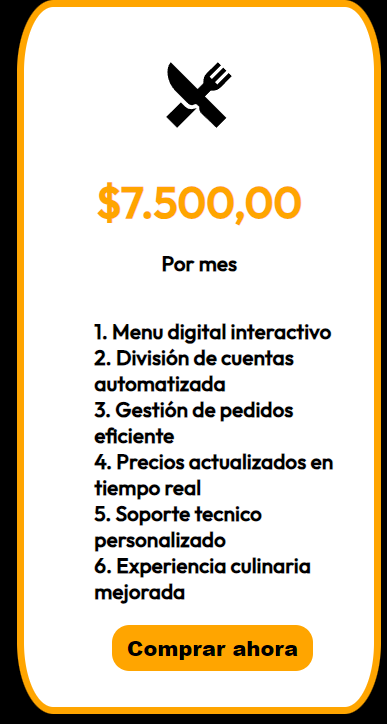 $7.500,00
Por mes
1. Menu digital interactivo
2. División de cuentas
automatizada
3. Gestión de pedidos
eficiente
4. Precios actualizados en
tiempo real
5. Soporte tecnico
personalizado
6. Experiencia culinaria
mejorada
Comprar ahora